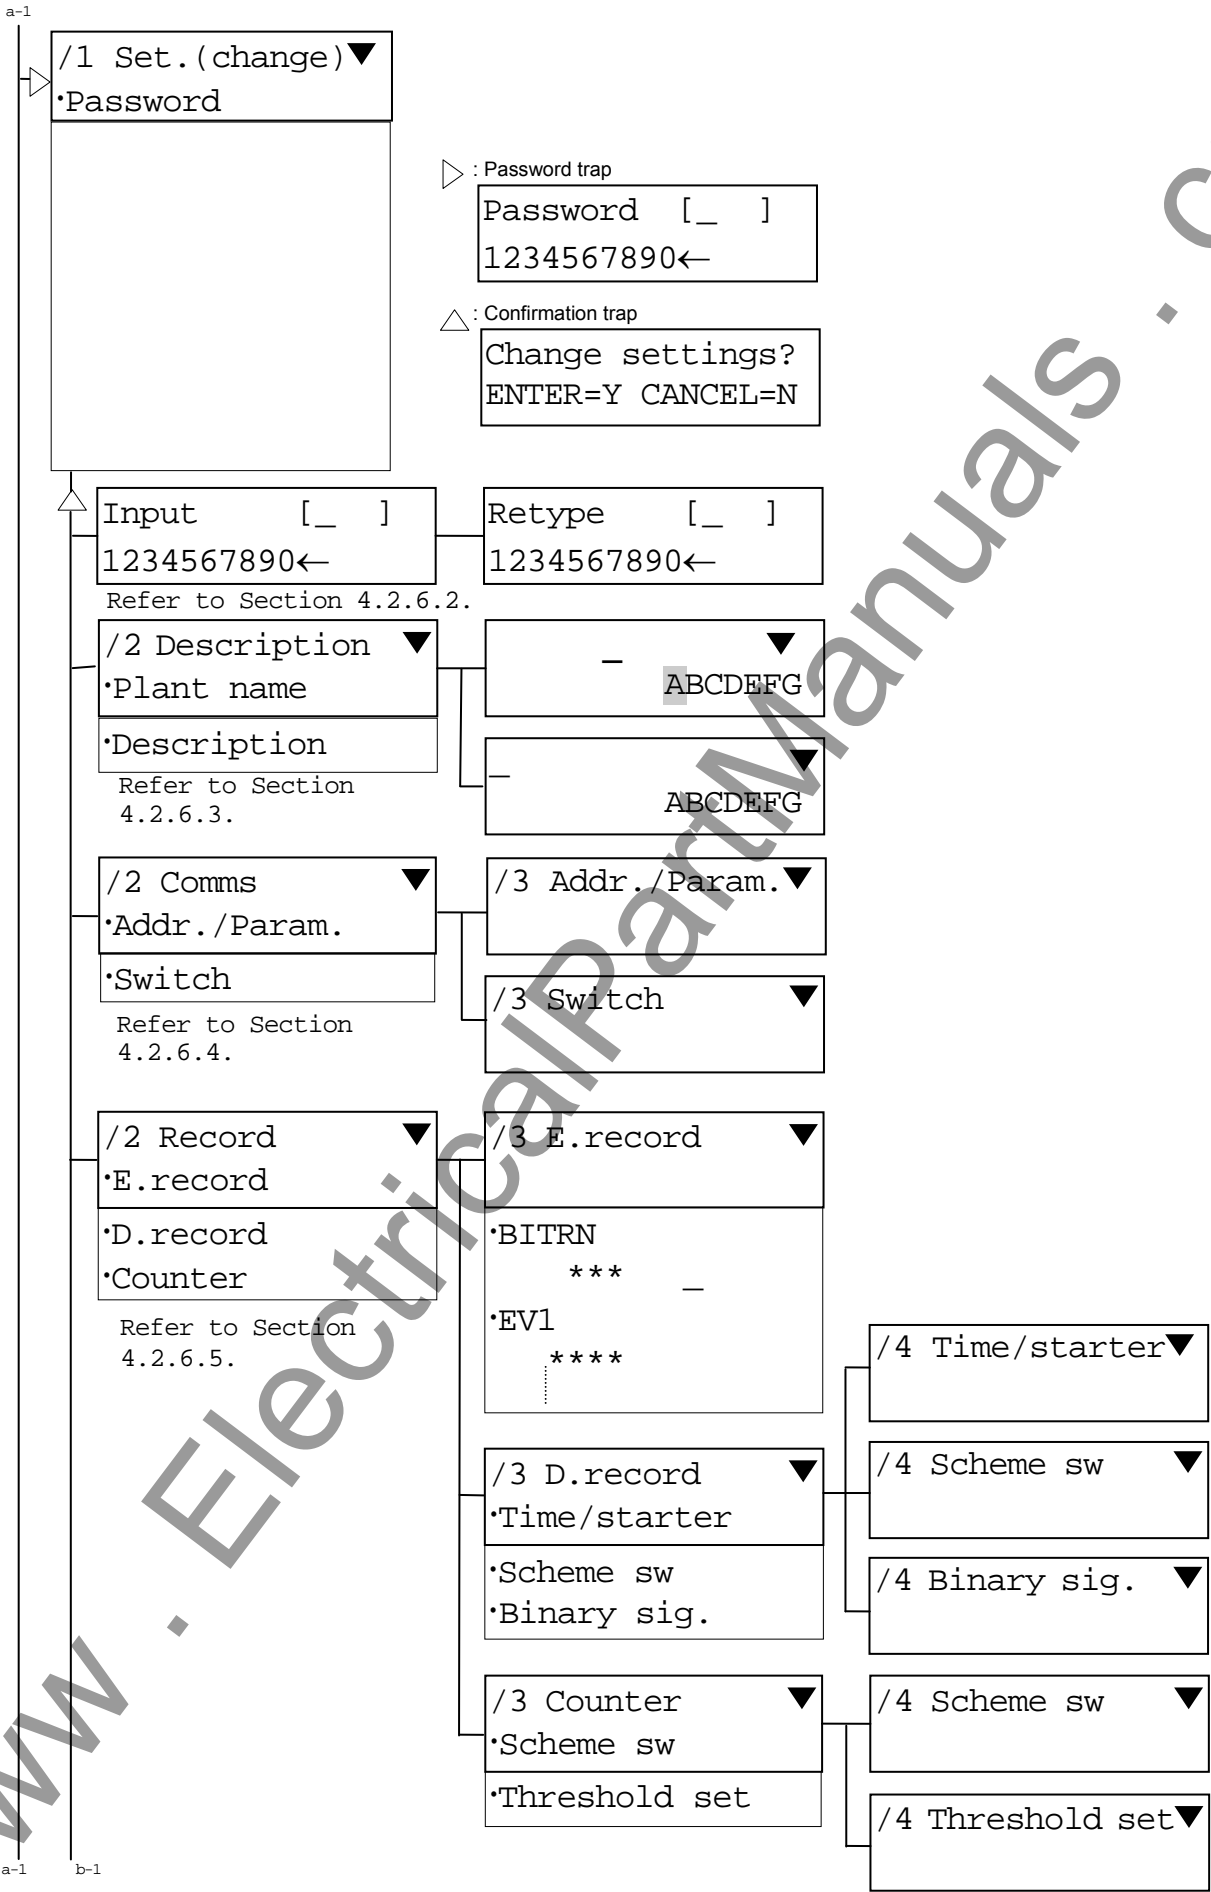 a-1
/1 Set.(change)▼
·Password
: Password trap
Password [_ ]
1234567890←
: Confirmation trap
Change settings?
ENTER=Y CANCEL=N
Input [_ ]
1234567890←
Retype [_ ]
1234567890←
Refer to Section 4.2.6.2.
/2 Description ▼
·Plant name
·Description
Refer to Section
4.2.6.3.
_ ▼
ABCDEFG
_ ▼
ABCDEFG
/2 Comms ▼
·Addr./Param.
·Switch
Refer to Section
4.2.6.4.
/3 Addr./Param.▼
/3 Switch ▼
/2 Record ▼
·E.record
·D.record
·Counter
Refer to Section
4.2.6.5.
/3 E.record ▼
·BITRN
*** _
·EV1
****
/3 D.record ▼
·Time/starter
·Scheme sw
·Binary sig.
/4 Time/starter▼
/4 Scheme sw ▼
/4 Binary sig. ▼
/3 Counter ▼
·Scheme sw
·Threshold set
/4 Scheme sw ▼
/4 Threshold set▼
a-1 b-1
ww . ElectricalPartManuals . c